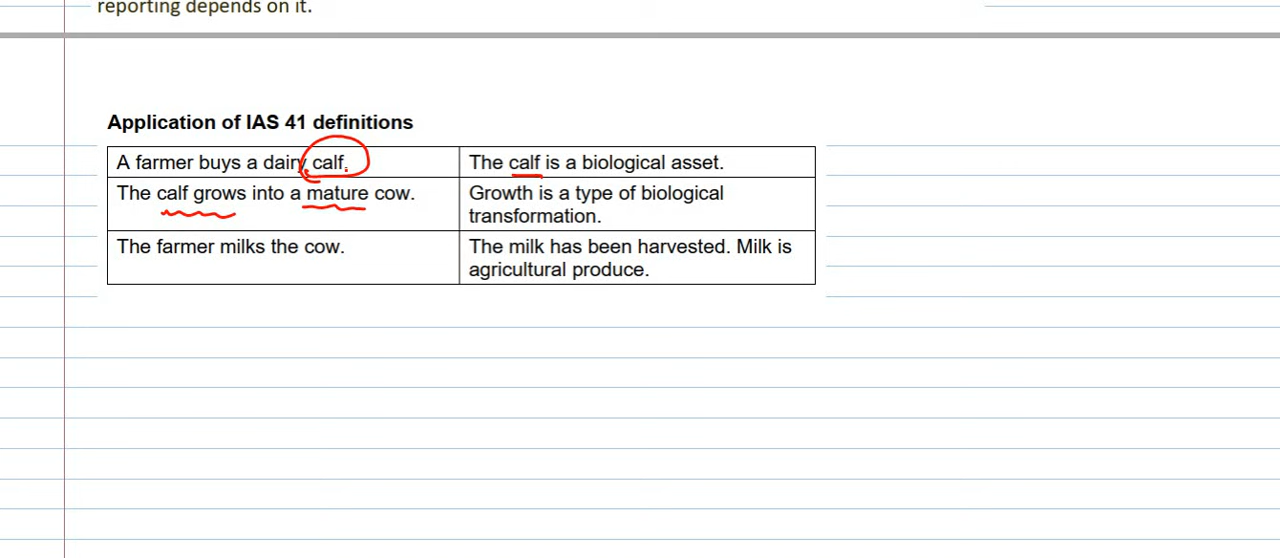 reporting depends on it.
Application of IAS 41 definitions
A farmer buys a dairy calf.
The calf is a biological asset.
The calf grows into a mature cow.
Growth is a type of biological
transformation.
The farmer milks the cow.
The milk has been harvested. Milk is
agricultural produce.